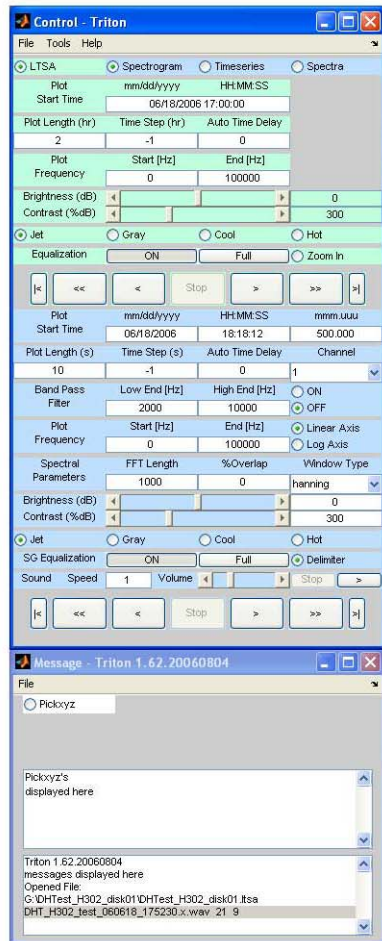 Control - Triton
File Tools Help
LTSA Spectrogram Timeseries Spectra
Plot Start Time mm/dd/yyyy HH:MM:SS
06/18/2006 17:00:00
Plot Length (hr) Time Step (hr) Auto Time Delay
2 -1 0
Plot Frequency Start [Hz] End [Hz]
0 100000
Brightness (dB) 0
Contrast (%dB) 300
Jet Gray Cool Hot
Equalization ON Full Zoom In
|< << < Stop > >> >|
Plot Start Time mm/dd/yyyy HH:MM:SS mmm.uuu
06/18/2006 18:18:12 500.000
Plot Length (s) Time Step (s) Auto Time Delay Channel
10 -1 0 1
Band Pass Filter Low End [Hz] High End [Hz] ON
2000 10000 OFF
Plot Frequency Start [Hz] End [Hz] Linear Axis
0 100000 Log Axis
Spectral Parameters FFT Length %Overlap Window Type
1000 0 hanning
Brightness (dB) 0
Contrast (%dB) 300
Jet Gray Cool Hot
SG Equalization ON Full Delimiter
Sound Speed 1 Volume Stop >
|< << < Stop > >> >|
Message - Triton 1.62.20060804
File
Pickxyz
Pickxyz's
displayed here
Triton 1.62.20060804
messages displayed here
Opened File:
G:\DHTest_H302_disk01\DHTest_H302_disk01.ltsa
DHT_H302_test_060618_175230.x.wav 21 9